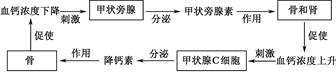 血钙浓度下降 刺激 甲状旁腺 分泌 甲状旁腺素 作用 骨和肾
促使 促使
骨 作用 降钙素 分泌 甲状腺C细胞 刺激 血钙浓度上升